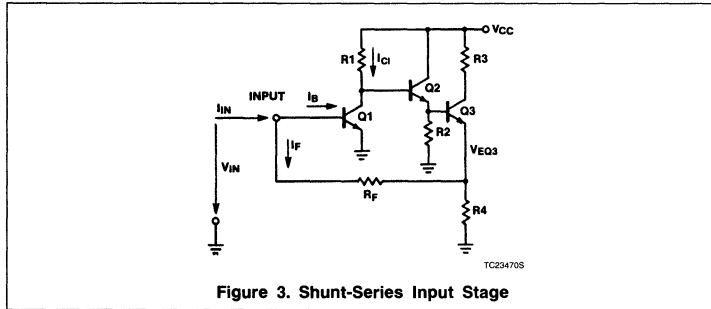 VCC
R1
ICI
R3
Q2
INPUT
IB
IIN
Q1
Q3
R2
IF
VEQ3
VIN
RF
R4
TC23470S
Figure 3. Shunt-Series Input Stage